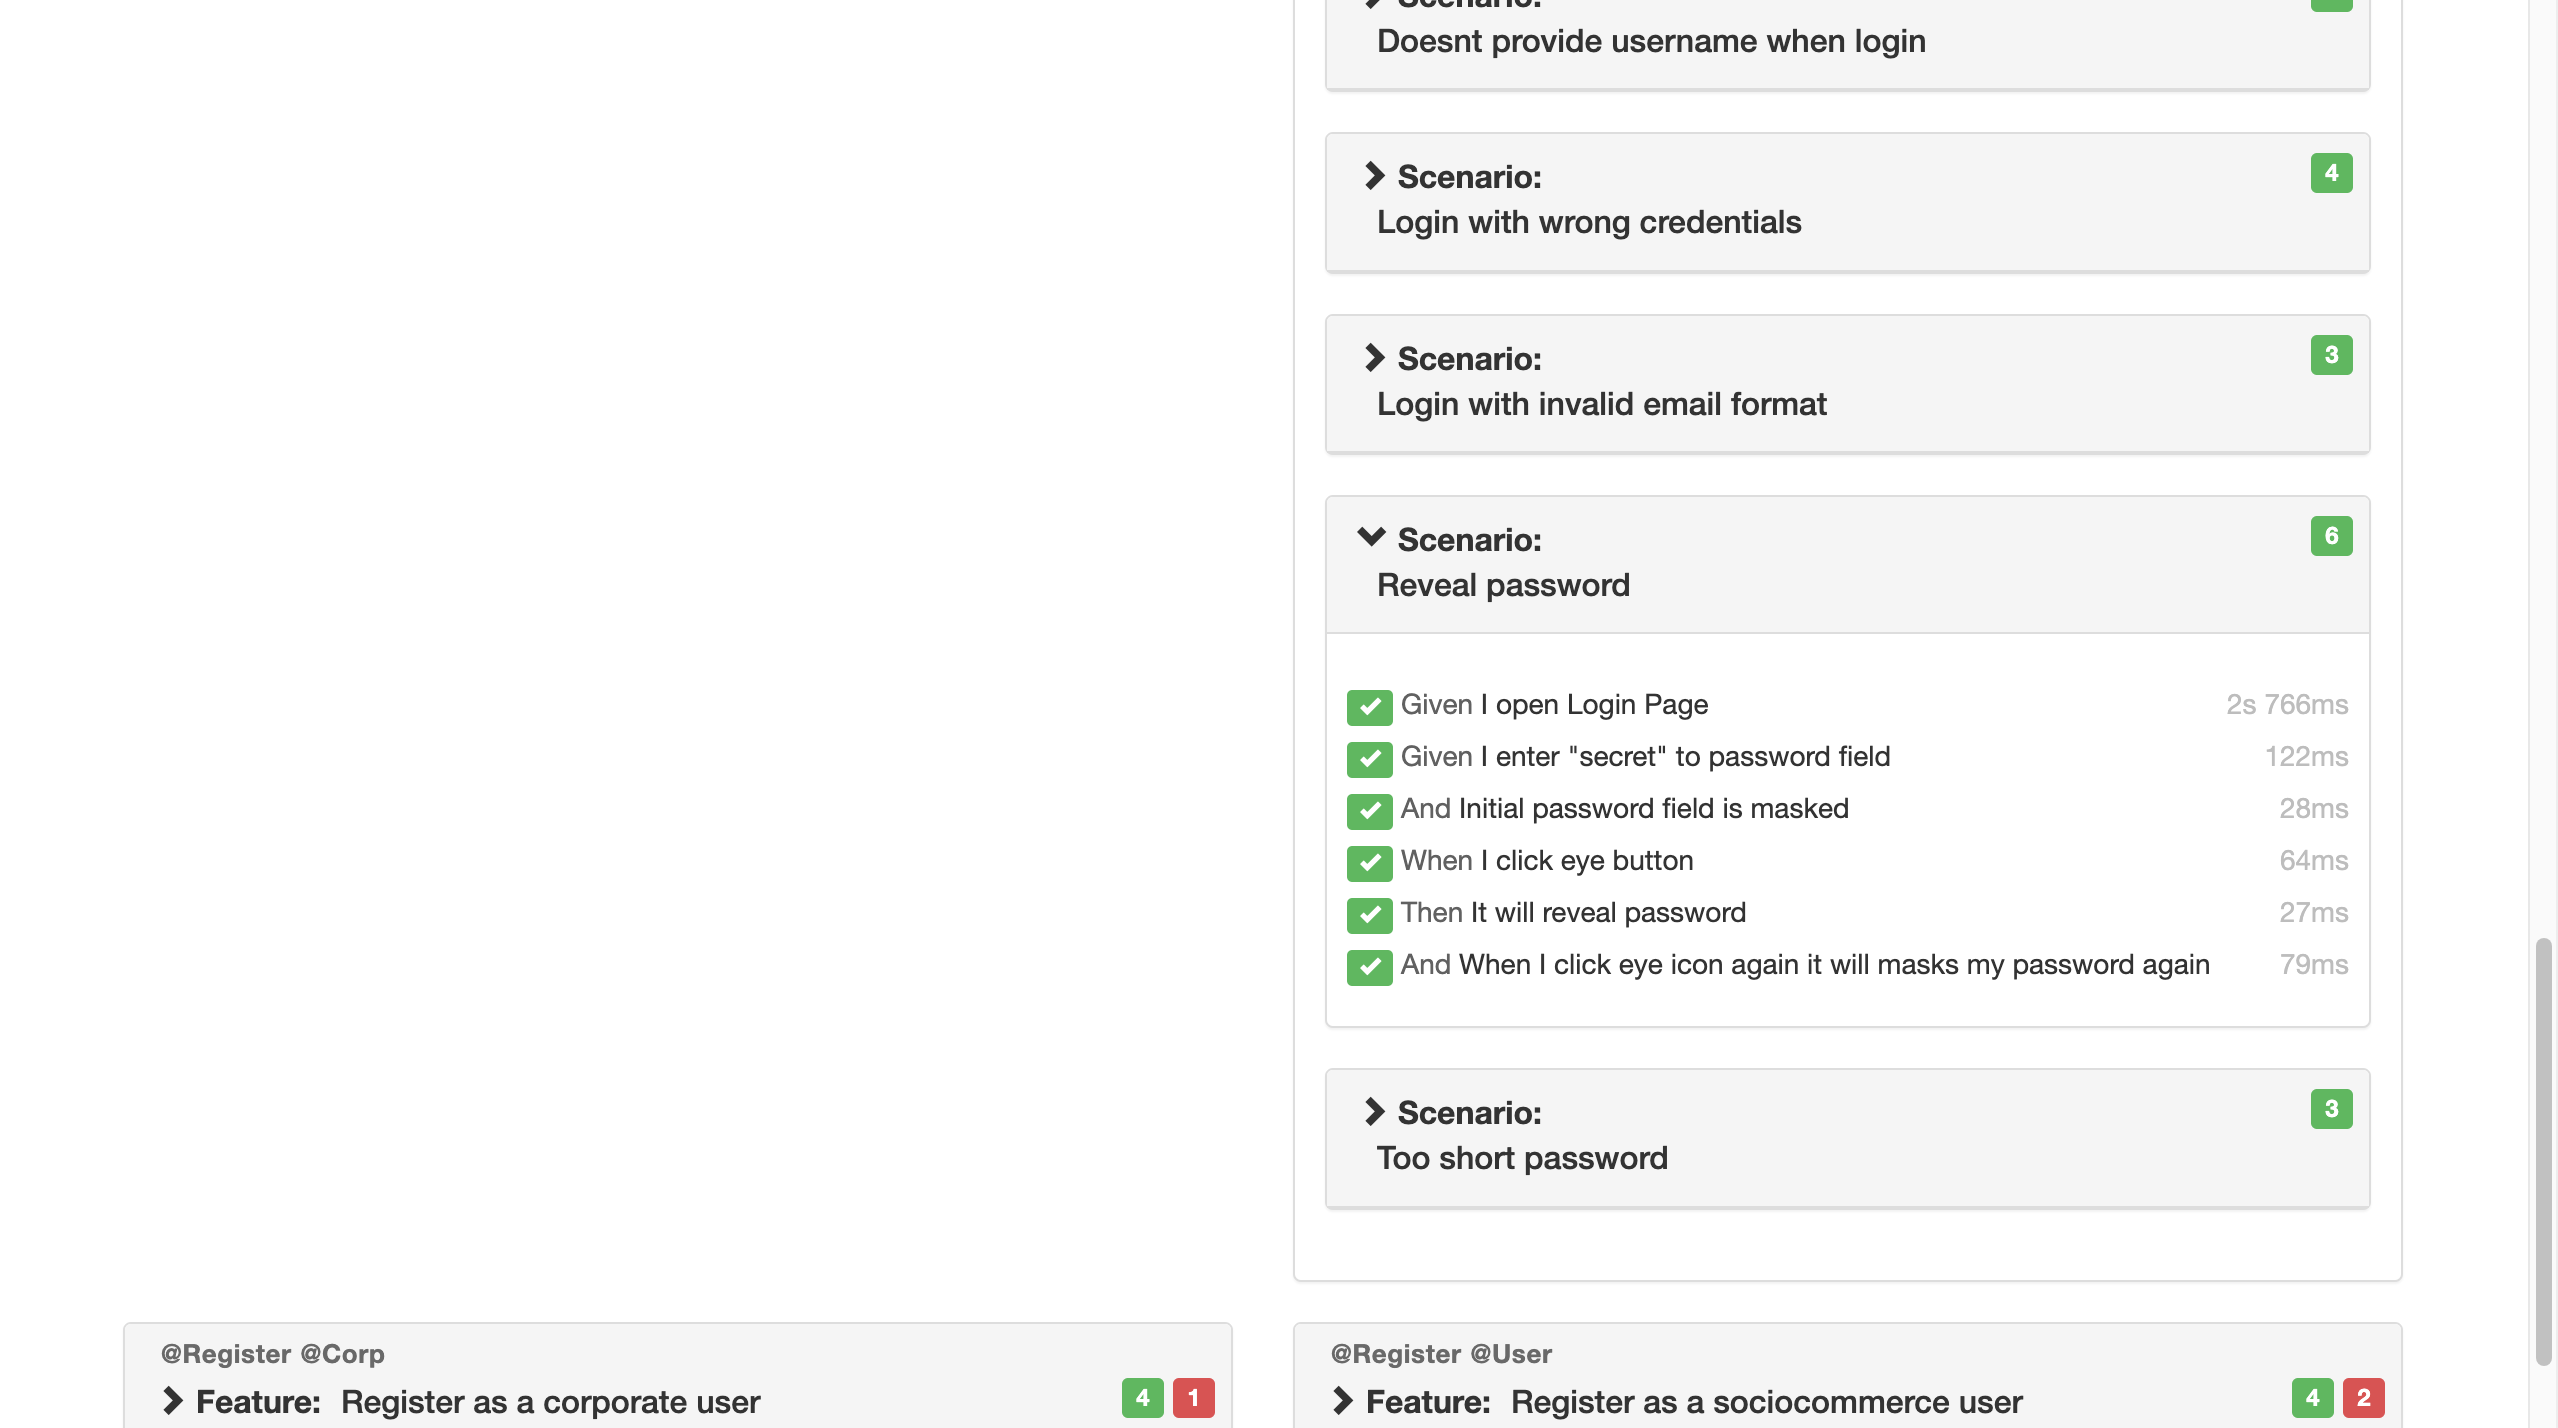 Scenario:
Doesnt provide username when login
Scenario: 4
Login with wrong credentials
Scenario: 3
Login with invalid email format
Scenario: 6
Reveal password
Given I open Login Page 2s 766ms
Given I enter "secret" to password field 122ms
And Initial password field is masked 28ms
When I click eye button 64ms
Then It will reveal password 27ms
And When I click eye icon again it will masks my password again 79ms
Scenario: 3
Too short password
@Register @Corp
Feature: Register as a corporate user 4 1
@Register @User
Feature: Register as a sociocommerce user 4 2